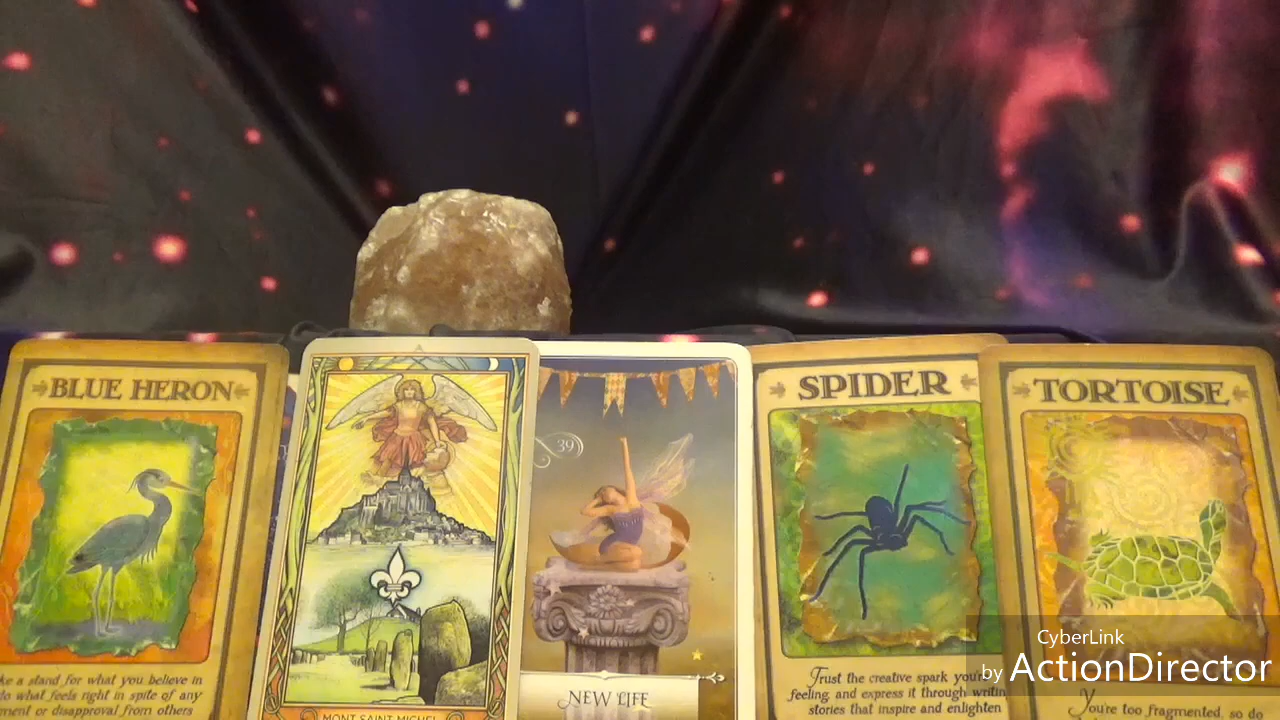 BLUE HERON
ke a stand for what you believe in
to what feels right in spite of any
ment or disapproval from others
MONT SAINT MICHEL
39
NEW LIFE
SPIDER
Trust the creative spark you're
feeling and express it through writin
stories that inspire and enlighten
TORTOISE
You're too fragmented, so do
CyberLink
by ActionDirector